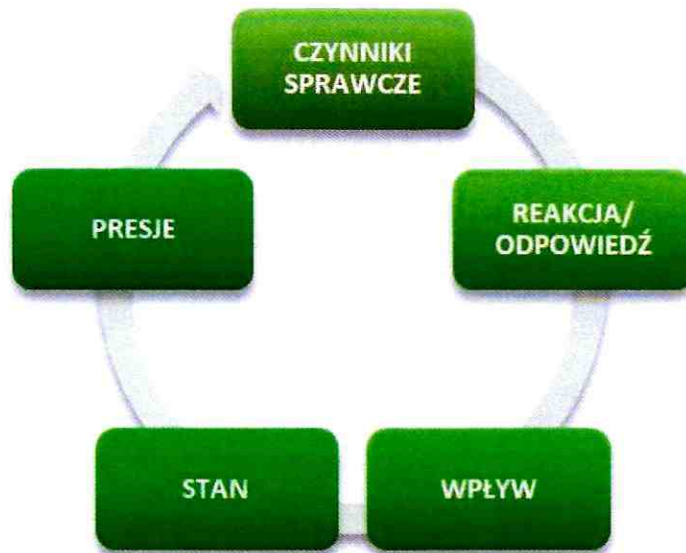 CZYNNIKI
SPRAWCZE
PRESJE
REAKCJA/
ODPOWIEDŹ
STAN
WPŁYW